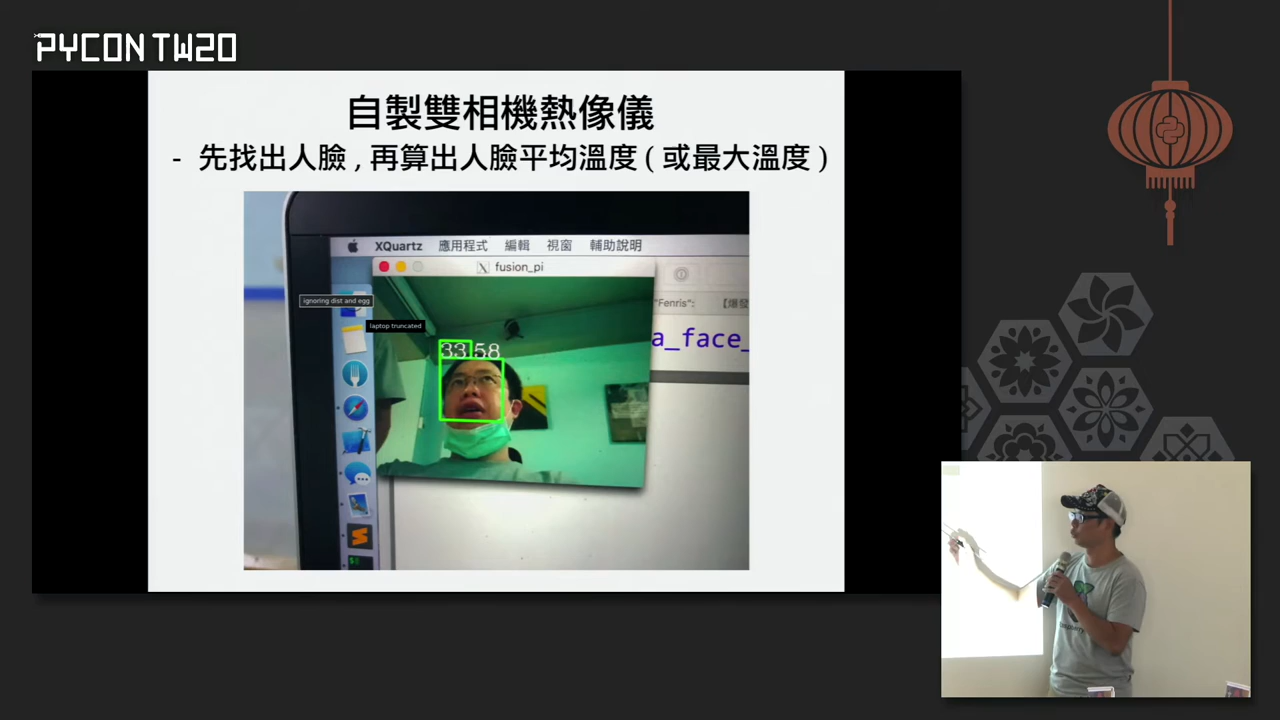 PYCON TW20
自製雙相機熱像儀
- 先找出人臉 , 再算出人臉平均溫度 ( 或最大溫度 )
XQuartz 應用程式 編輯 視窗 輔助說明
fusion_pi
ignoring dist and egg
"Fenris":
laptop truncated
a_face_
33.58